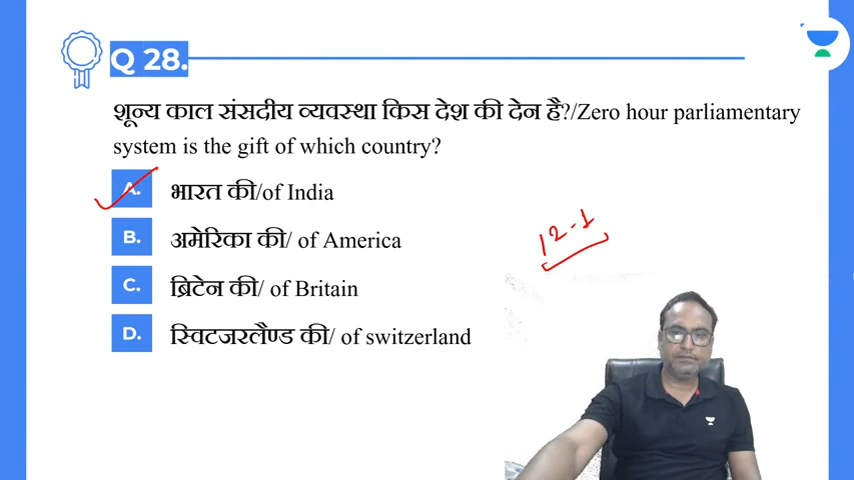 Q 28.
शून्य काल संसदीय व्यवस्था किस देश की देन है?/Zero hour parliamentary
system is the gift of which country?
A. भारत की/of India
B. अमेरिका की/ of America
C. ब्रिटेन की/ of Britain
D. स्विटजरलैण्ड की/ of switzerland
12-1